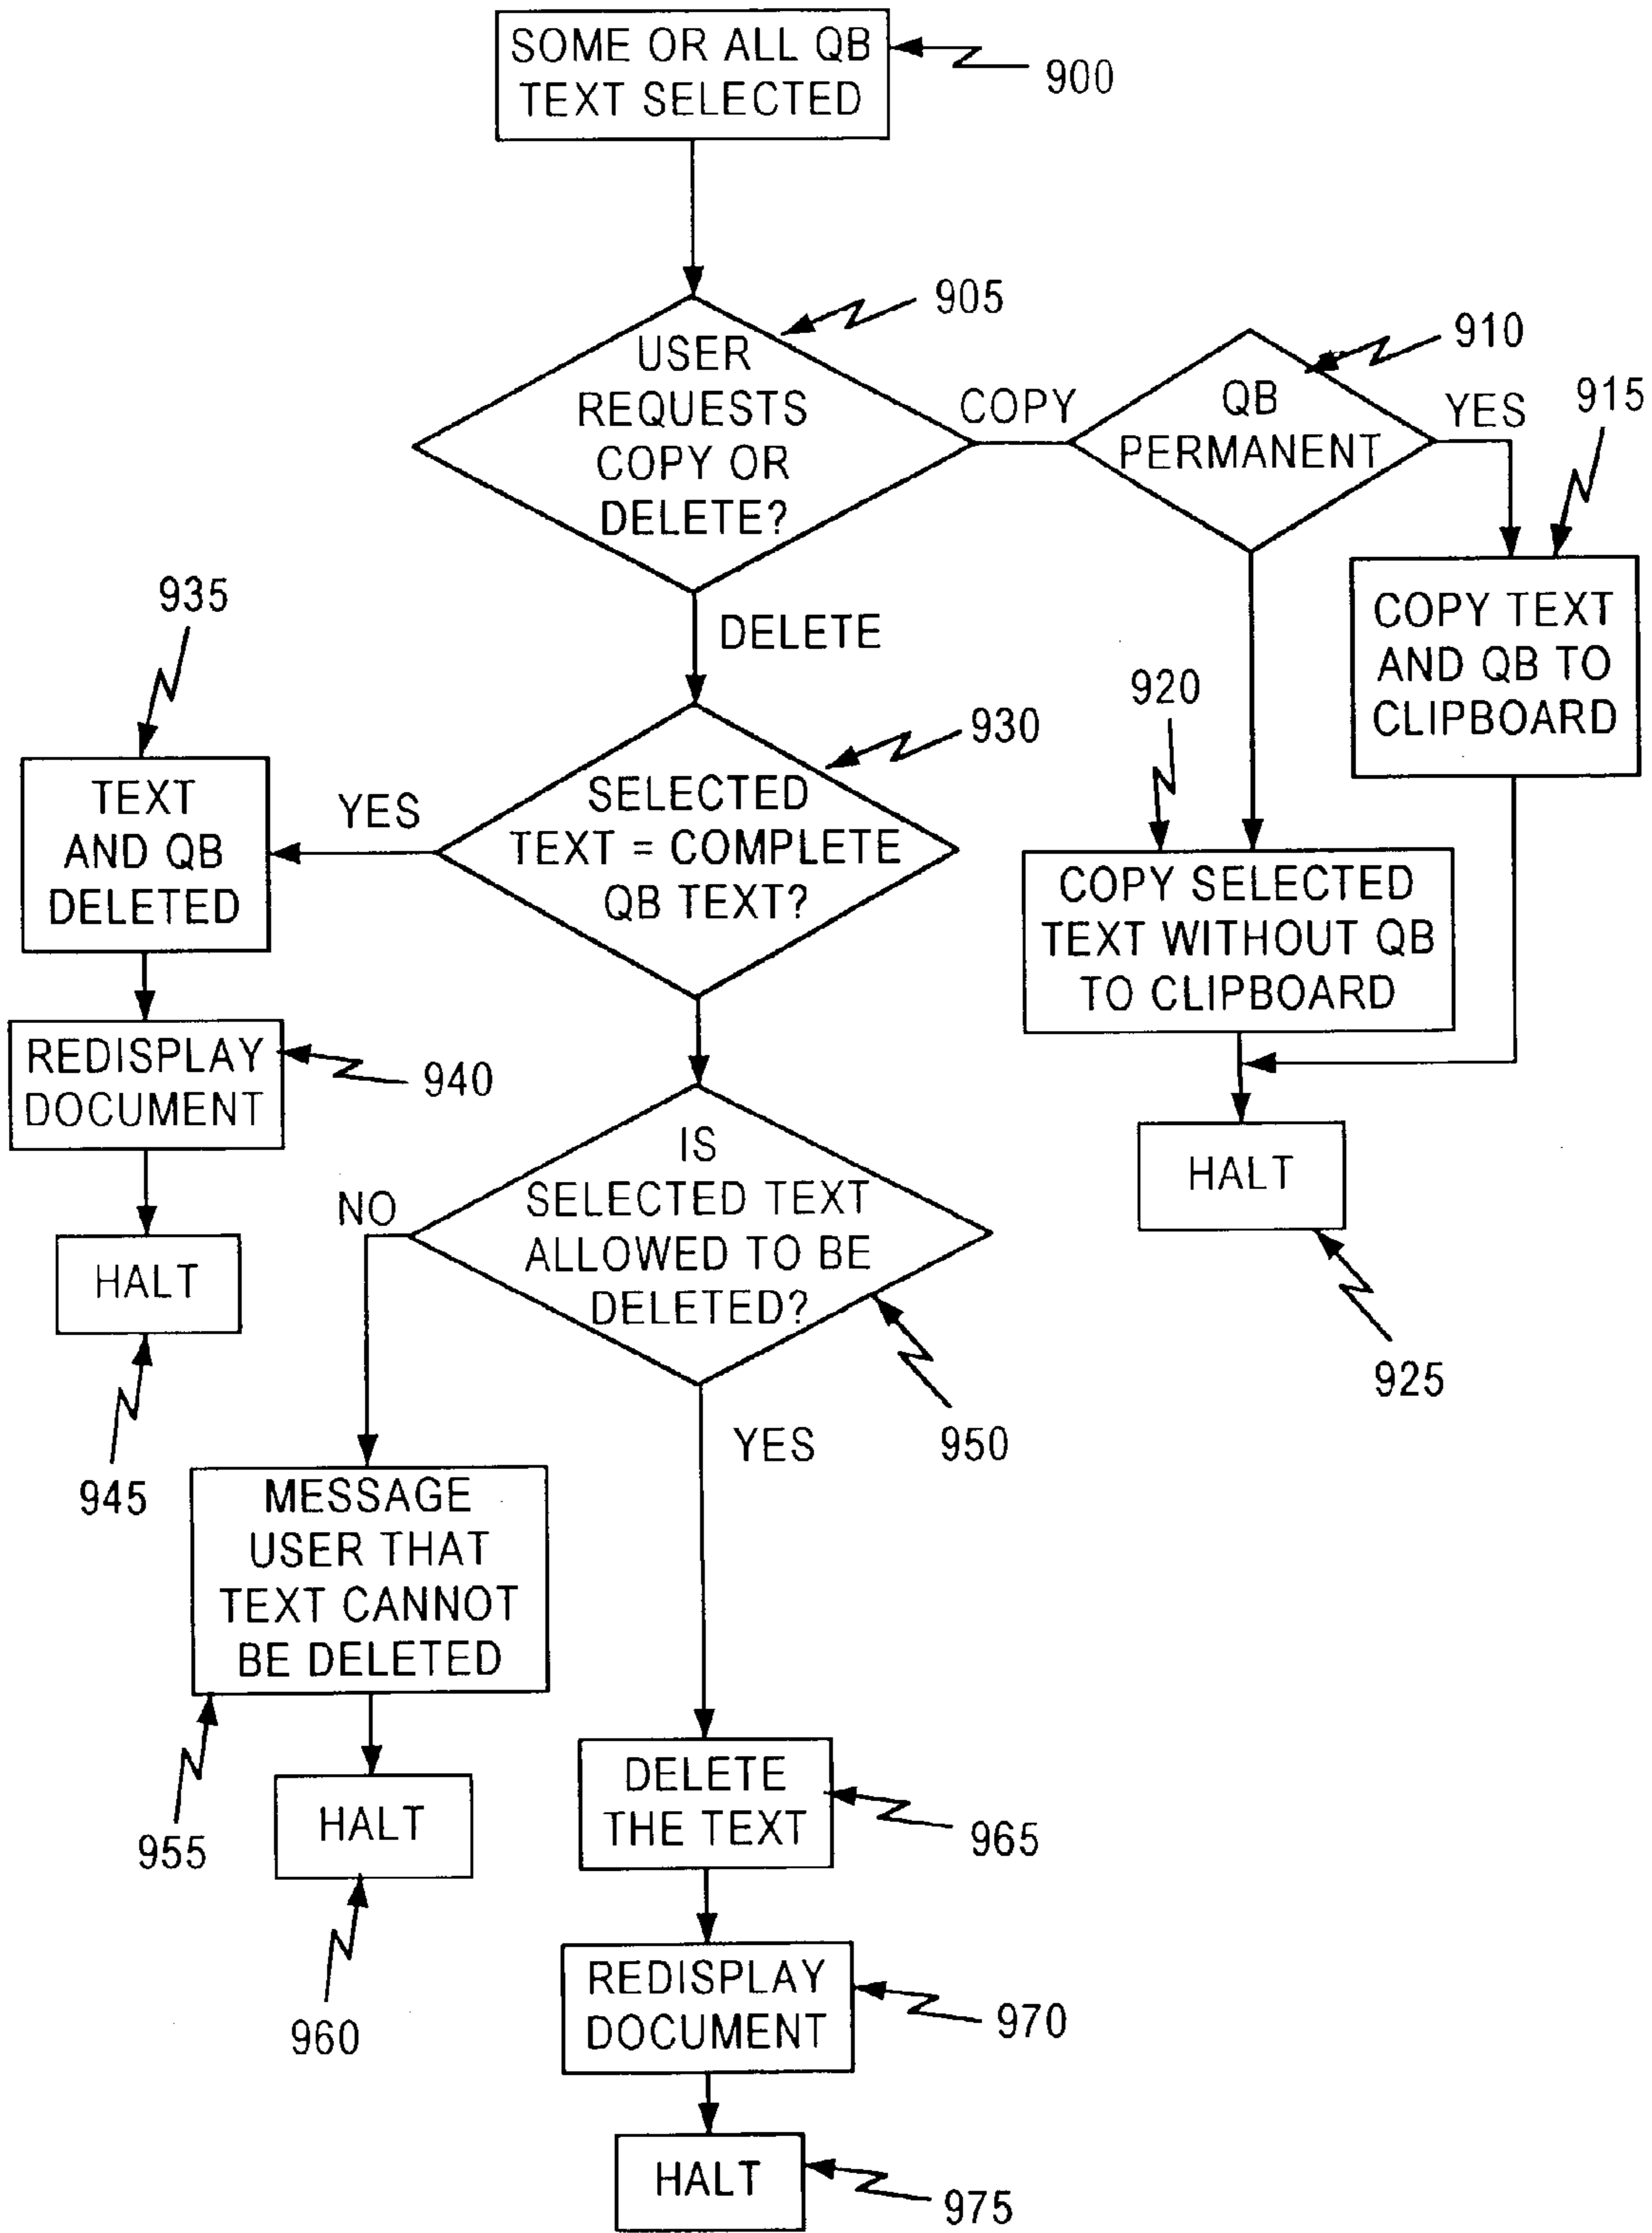 SOME OR ALL QB
TEXT SELECTED
900
905
USER
REQUESTS
COPY OR
DELETE?
COPY
910
QB
PERMANENT
YES
915
COPY TEXT
AND QB TO
CLIPBOARD
DELETE
920
COPY SELECTED
TEXT WITHOUT QB
TO CLIPBOARD
HALT
925
930
SELECTED
TEXT = COMPLETE
QB TEXT?
YES
935
TEXT
AND QB
DELETED
REDISPLAY
DOCUMENT
940
HALT
945
IS
SELECTED TEXT
ALLOWED TO BE
DELETED?
950
NO
MESSAGE
USER THAT
TEXT CANNOT
BE DELETED
955
HALT
960
YES
DELETE
THE TEXT
965
REDISPLAY
DOCUMENT
970
HALT
975